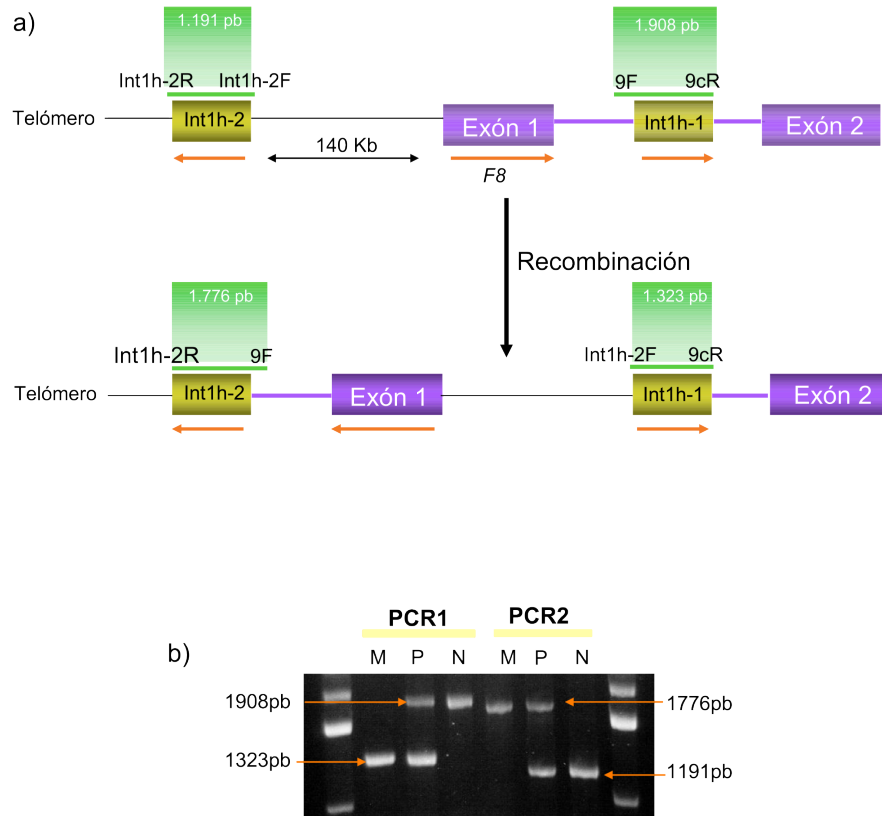 a)
1.191 pb
1.908 pb
Int1h-2R
Int1h-2F
9F
9cR
Telómero
Int1h-2
Exón 1
Int1h-1
Exón 2
140 Kb
F8
Recombinación
1.776 pb
1.323 pb
Int1h-2R
9F
Int1h-2F
9cR
Telómero
Int1h-2
Exón 1
Int1h-1
Exón 2
PCR1
PCR2
b)
M
P
N
M
P
N
1908pb
1776pb
1323pb
1191pb